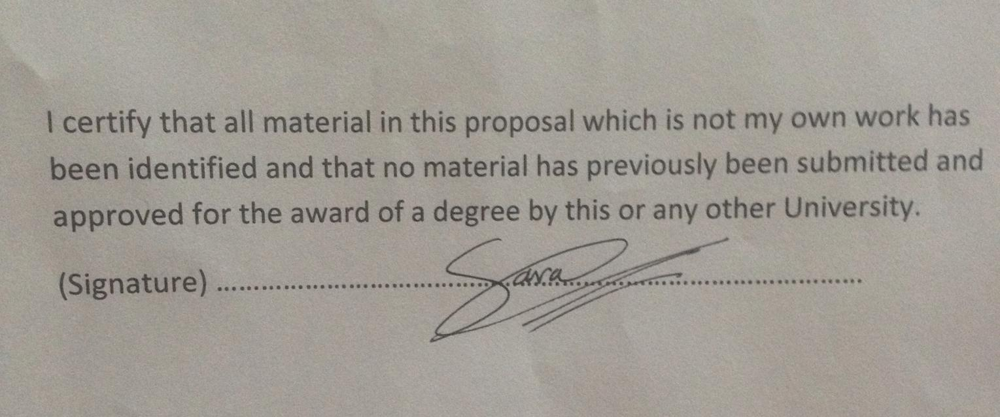 I certify that all material in this proposal which is not my own work has
been identified and that no material has previously been submitted and
approved for the award of a degree by this or any other University.
(Signature) ........................ Sara ........................